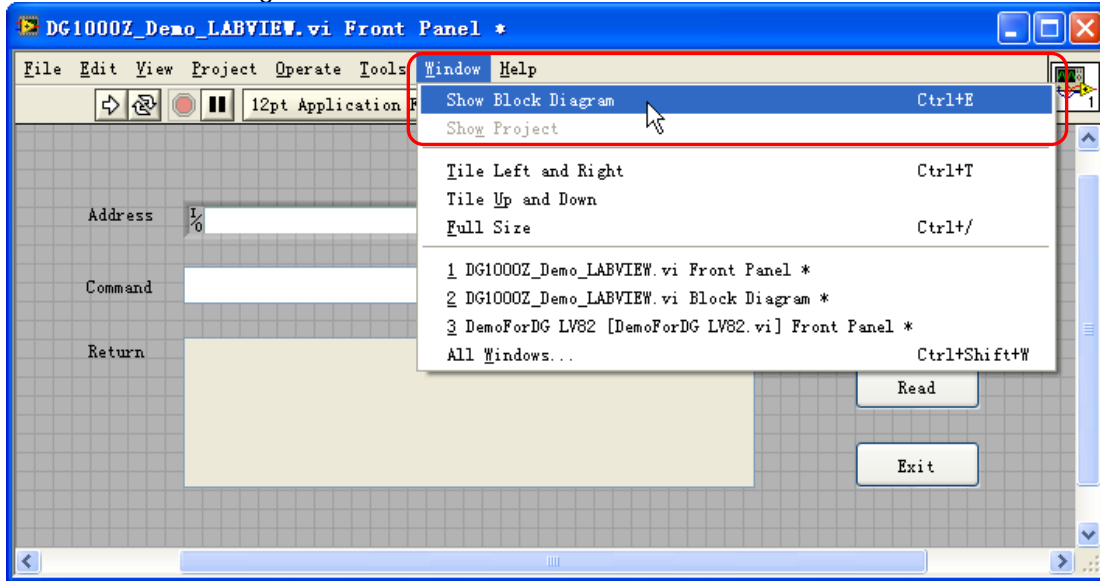 DG1000Z_Demo_LABVIEW.vi Front Panel *
File Edit View Project Operate Tools Window Help
12pt Application
Show Block Diagram Ctrl+E
Show Project
1
Tile Left and Right Ctrl+T
Tile Up and Down
Full Size Ctrl+/
Address
1 DG1000Z_Demo_LABVIEW.vi Front Panel *
Command
2 DG1000Z_Demo_LABVIEW.vi Block Diagram *
3 DemoForDG LV82 [DemoForDG LV82.vi] Front Panel *
Return
All Windows... Ctrl+Shift+W
Read
Exit